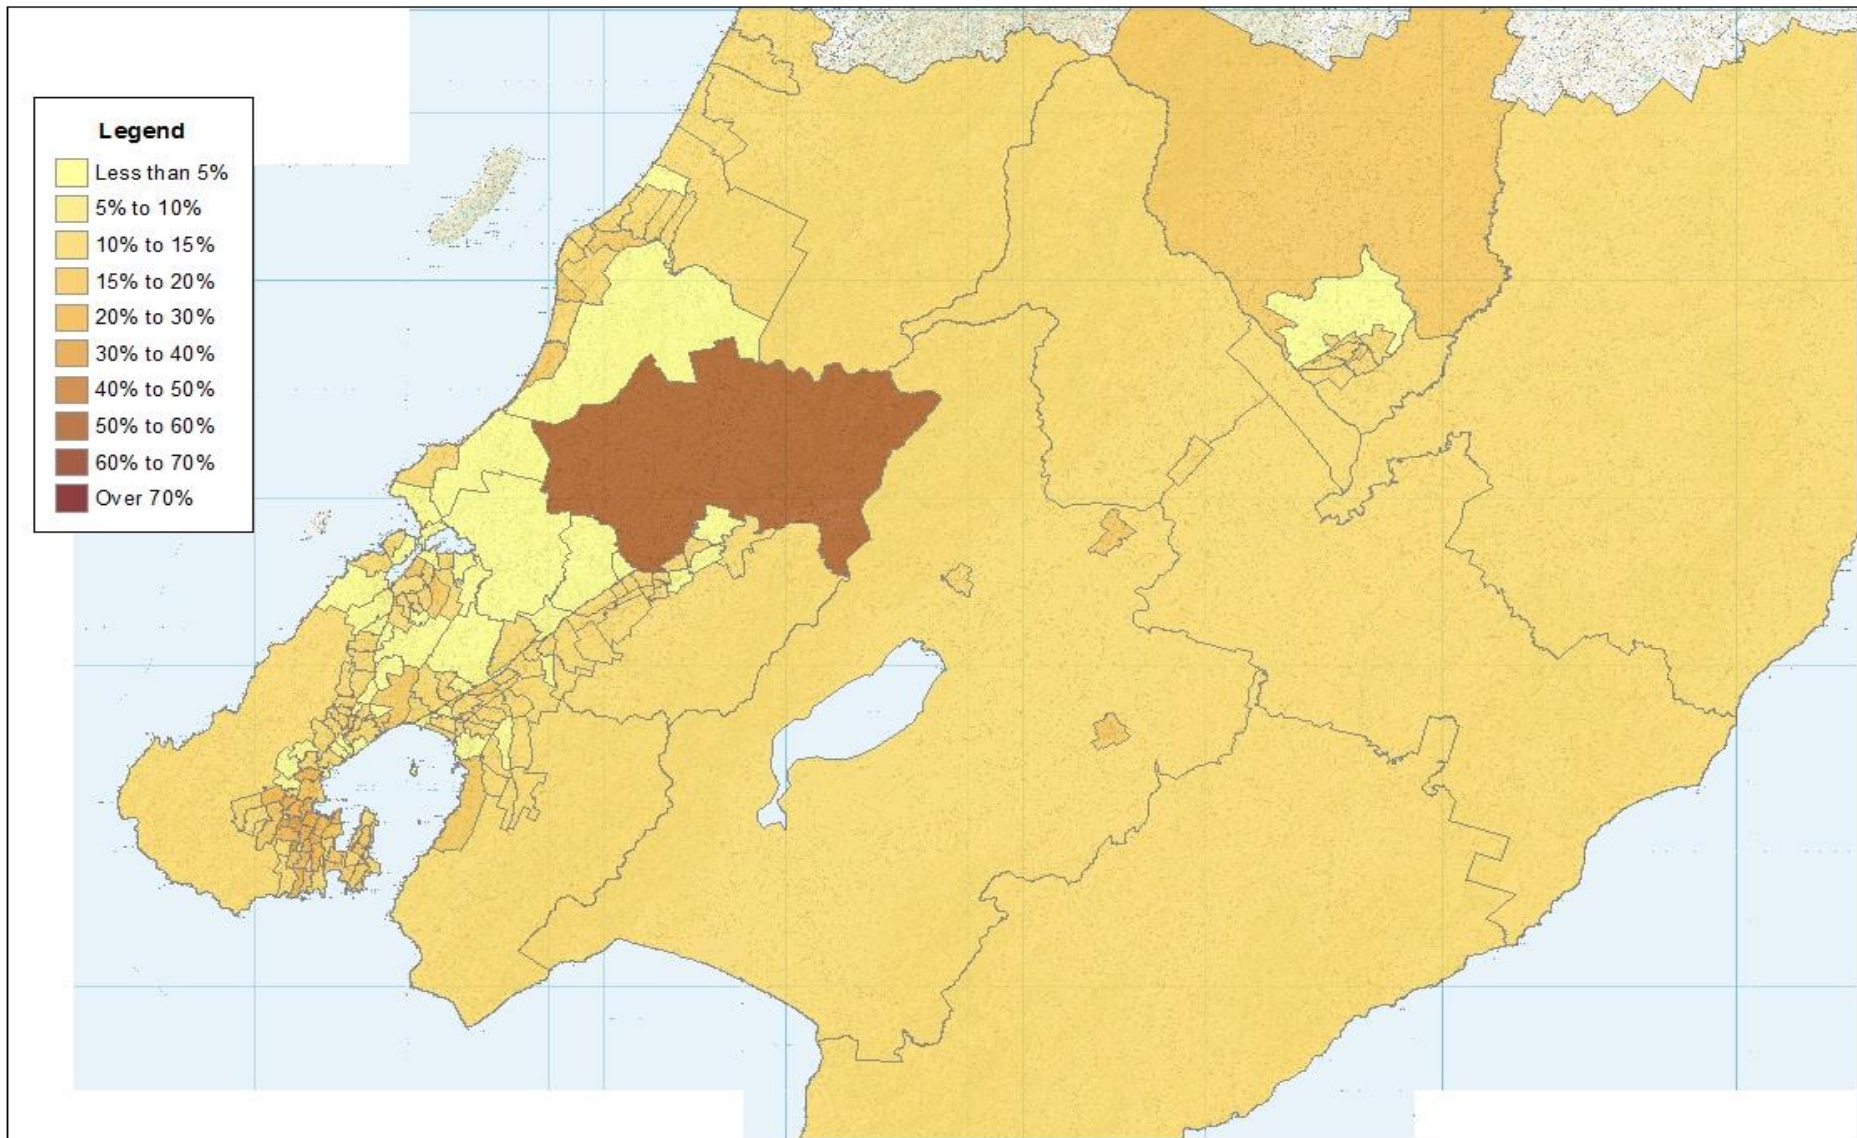 Legend
Less than 5%
5% to 10%
10% to 15%
15% to 20%
20% to 30%
30% to 40%
40% to 50%
50% to 60%
60% to 70%
Over 70%